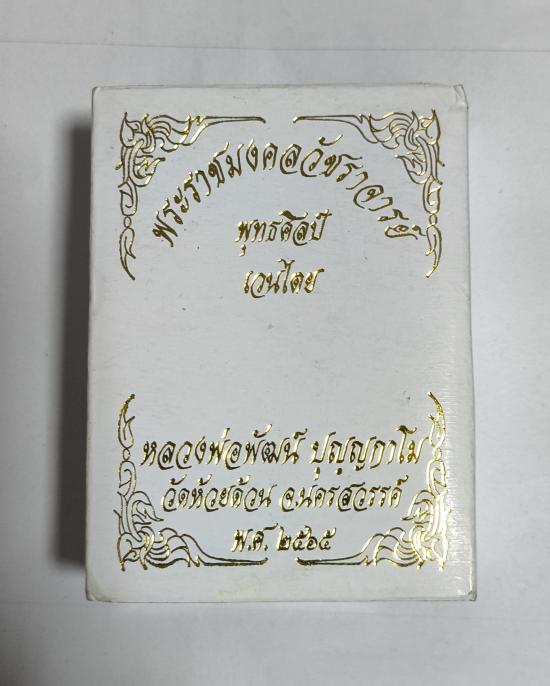 พระราชมงคลวัชราจารย์
พุทธศิลป์
เวนไตย
หลวงพ่อพัฒน์ ปุญฺญกาโม
วัดห้วยด้วน จ.นครสวรรค์
พ.ศ. ๒๕๖๕